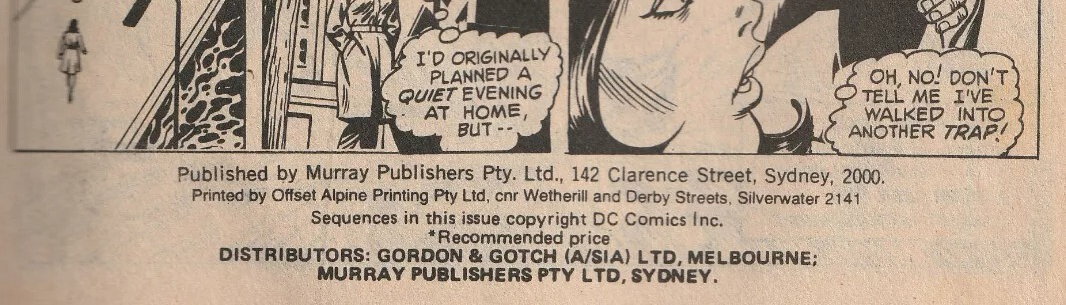 I'D ORIGINALLY
PLANNED A
QUIET EVENING
AT HOME,
BUT--
OH, NO! DON'T
TELL ME I'VE
WALKED INTO
ANOTHER TRAP!
Published by Murray Publishers Pty. Ltd., 142 Clarence Street, Sydney, 2000.
Printed by Offset Alpine Printing Pty Ltd, cnr Wetherill and Derby Streets, Silverwater 2141
Sequences in this issue copyright DC Comics Inc.
*Recommended price
DISTRIBUTORS: GORDON & GOTCH (A/SIA) LTD, MELBOURNE;
MURRAY PUBLISHERS PTY LTD, SYDNEY.